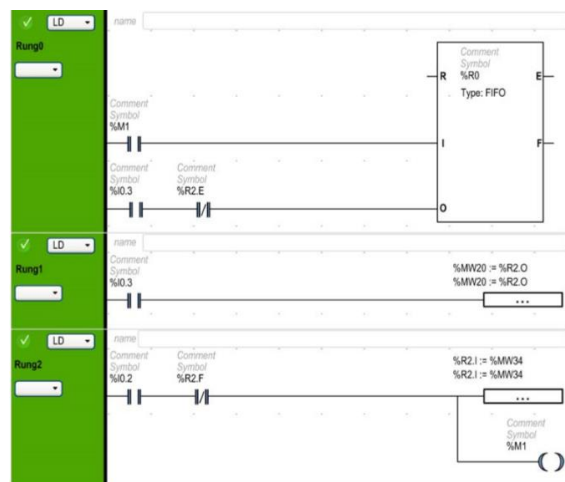 LD
name
Rung0
Comment
Symbol
R %R0 E
Type: FIFO
Comment
Symbol
%M1
I F
Comment Comment
Symbol Symbol
%I0.3 %R2.E
O
LD
name
Rung1
Comment
Symbol
%I0.3
%MW20 := %R2.O
%MW20 := %R2.O
...
LD
name
Rung2
Comment Comment
Symbol Symbol
%I0.2 %R2.F
%R2.I := %MW34
%R2.I := %MW34
...
Comment
Symbol
%M1